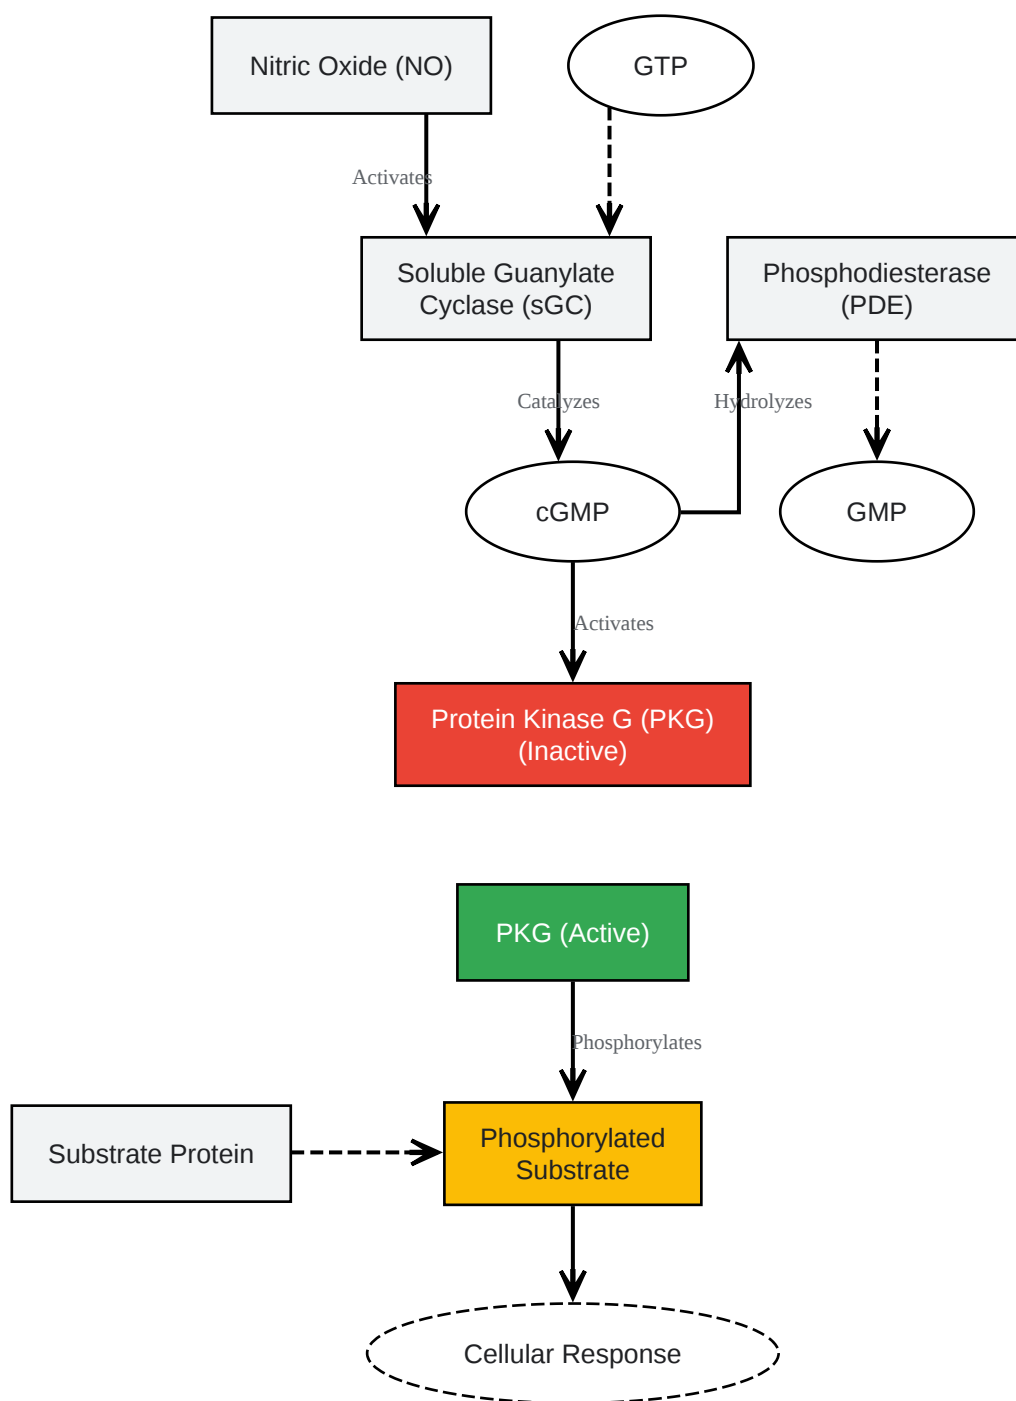 Nitric Oxide (NO)
GTP
Activates
Soluble Guanylate
Cyclase (sGC)
Phosphodiesterase
(PDE)
Catalyzes
Hydrolyzes
cGMP
GMP
Activates
Protein Kinase G (PKG)
(Inactive)
PKG (Active)
Phosphorylates
Substrate Protein
Phosphorylated
Substrate
Cellular Response